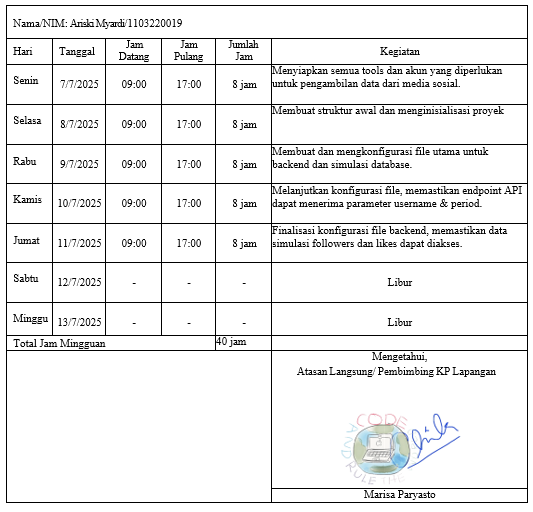 Nama/NIM: Ariski Myardi/1103220019
Hari Tanggal Jam Datang Jam Pulang Jumlah Jam Kegiatan
Senin 7/7/2025 09:00 17:00 8 jam Menyiapkan semua tools dan akun yang diperlukan
untuk pengambilan data dari media sosial.
Selasa 8/7/2025 09:00 17:00 8 jam Membuat struktur awal dan menginisialisasi proyek
Rabu 9/7/2025 09:00 17:00 8 jam Membuat dan mengkonfigurasi file utama untuk
backend dan simulasi database.
Kamis 10/7/2025 09:00 17:00 8 jam Melanjutkan konfigurasi file, memastikan endpoint API
dapat menerima parameter username & period.
Jumat 11/7/2025 09:00 17:00 8 jam Finalisasi konfigurasi file backend, memastikan data
simulasi followers dan likes dapat diakses.
Sabtu 12/7/2025 - - - Libur
Minggu 13/7/2025 - - - Libur
Total Jam Mingguan 40 jam
Mengetahui,
Atasan Langsung/ Pembimbing KP Lapangan
CODE
AND
RULE
Marisa Paryasto